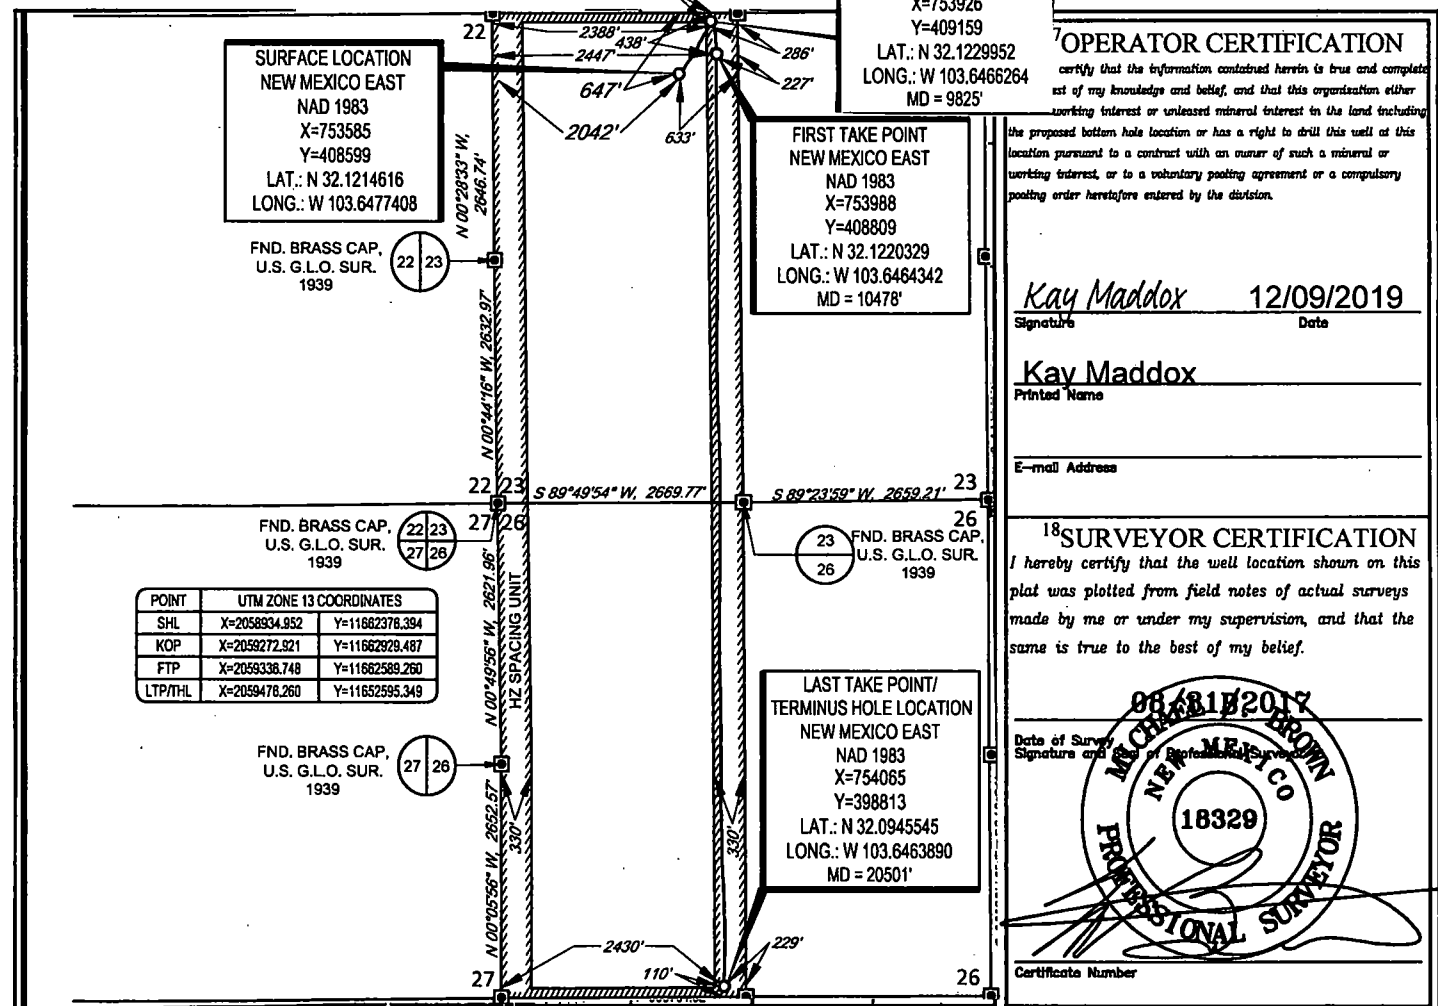 22
2388'
438'
2447'
647'
2042'
633'
286'
227'
SURFACE LOCATION
NEW MEXICO EAST
NAD 1983
X=753585
Y=408599
LAT.: N 32.1214616
LONG.: W 103.6477408
X=753926
Y=409159
LAT.: N 32.1229952
LONG.: W 103.6466264
MD = 9825'
FIRST TAKE POINT
NEW MEXICO EAST
NAD 1983
X=753988
Y=408809
LAT.: N 32.1220329
LONG.: W 103.6464342
MD = 10478'
N 00°28'33" W,
2646.74'
FND. BRASS CAP,
U.S. G.L.O. SUR.
1939
22 23
N 00°44'16" W, 2632.97'
22 23
S 89°49'54" W, 2669.77'
S 89°23'59" W, 2659.21'
23
27 26
26
FND. BRASS CAP,
U.S. G.L.O. SUR.
1939
22 23
27 26
23
26
FND. BRASS CAP,
U.S. G.L.O. SUR.
1939
POINT UTM ZONE 13 COORDINATES
SHL X=2058934.952 Y=11662376.394
KOP X=2059272.921 Y=11662929.487
FTP X=2059336.748 Y=11662589.260
LTP/THL X=2059476.260 Y=11652595.349
N 00°49'56" W, 2621.96'
HZ SPACING UNIT
FND. BRASS CAP,
U.S. G.L.O. SUR.
1939
27 26
LAST TAKE POINT/
TERMINUS HOLE LOCATION
NEW MEXICO EAST
NAD 1983
X=754065
Y=398813
LAT.: N 32.0945545
LONG.: W 103.6463890
MD = 20501'
N 00°05'56" W, 2652.57'
330'
330'
2430'
110'
229'
27
26
7OPERATOR CERTIFICATION
certify that the information contained herein is true and complete
st of my knowledge and belief, and that this organization either
working interest or unleased mineral interest in the land including
the proposed bottom hole location or has a right to drill this well at this
location pursuant to a contract with an owner of such a mineral or
working interest, or to a voluntary pooling agreement or a compulsory
pooling order heretofore entered by the division.
Kay Maddox 12/09/2019
Signature Date
Kay Maddox
Printed Name
E-mail Address
18SURVEYOR CERTIFICATION
I hereby certify that the well location shown on this
plat was plotted from field notes of actual surveys
made by me or under my supervision, and that the
same is true to the best of my belief.
Date of Survey
Signature and Seal of Professional Surveyor
BROWN
NEW MEXICO
18329
PROFESSIONAL SURVEYOR
Certificate Number